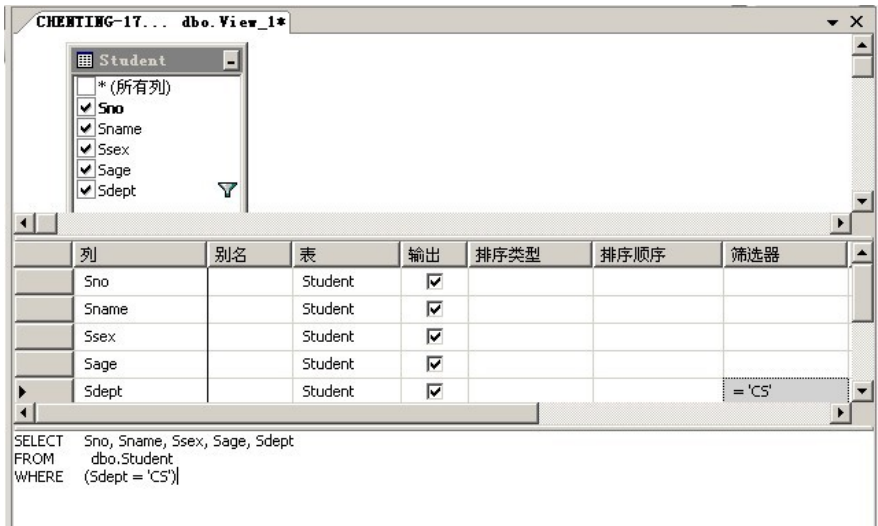 CHENTING-17... dbo.View_1*
Student
* (所有列)
Sno
Sname
Ssex
Sage
Sdept
列 别名 表 输出 排序类型 排序顺序 筛选器
Sno Student
Sname Student
Ssex Student
Sage Student
Sdept Student = 'CS'
SELECT Sno, Sname, Ssex, Sage, Sdept
FROM dbo.Student
WHERE (Sdept = 'CS')